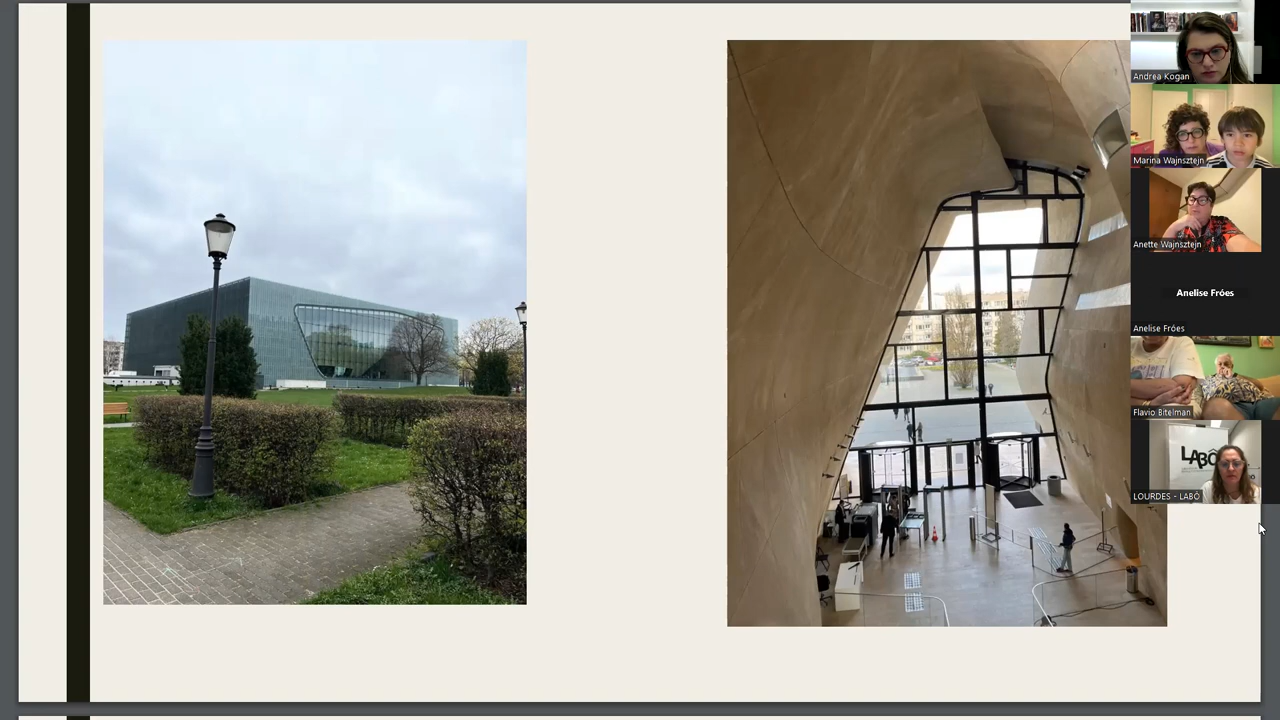 Andrea Kogan
Marina Wajnsztejn
Anette Wajnsztejn
Anelise Fróes
Anelise Fróes
Flavio Bitelman
LABÔ
LOURDES - LABÔ